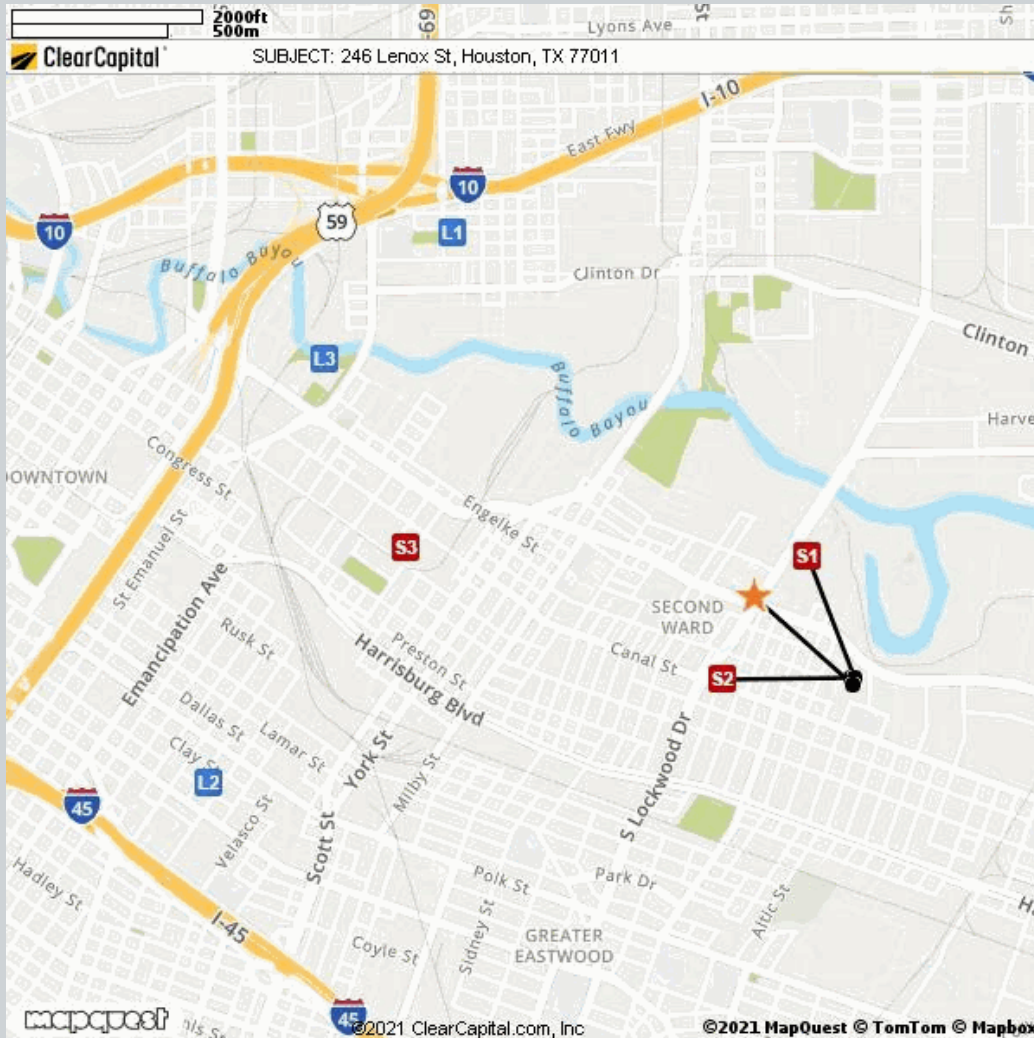 2000ft
500m
69
St
Lyons Ave
Sh
ClearCapital
SUBJECT: 246 Lenox St, Houston, TX 77011
I-10
East Fwy
10
59
10
L1
Buffalo Bayou
Clinton Dr
Clinton
L3
Buffalo Bayou
Harve
Congress St
DOWNTOWN
Engelke St
St Emanuel St
S3
S1
Emancipation Ave
SECOND
WARD
Rusk St
Preston St
Canal St
S2
Harrisburg Blvd
Dallas St
Lamar St
Clay S
L2
York St
Milby St
S Lockwood Dr
45
Velasco St
Scott St
Hadley St
Polk St
Park Dr
Altic St
H
I-45
Coyle St
Sidney St
GREATER
EASTWOOD
mapquest
ls S
45
©2021 ClearCapital.com, Inc
©2021 MapQuest © TomTom © Mapbox